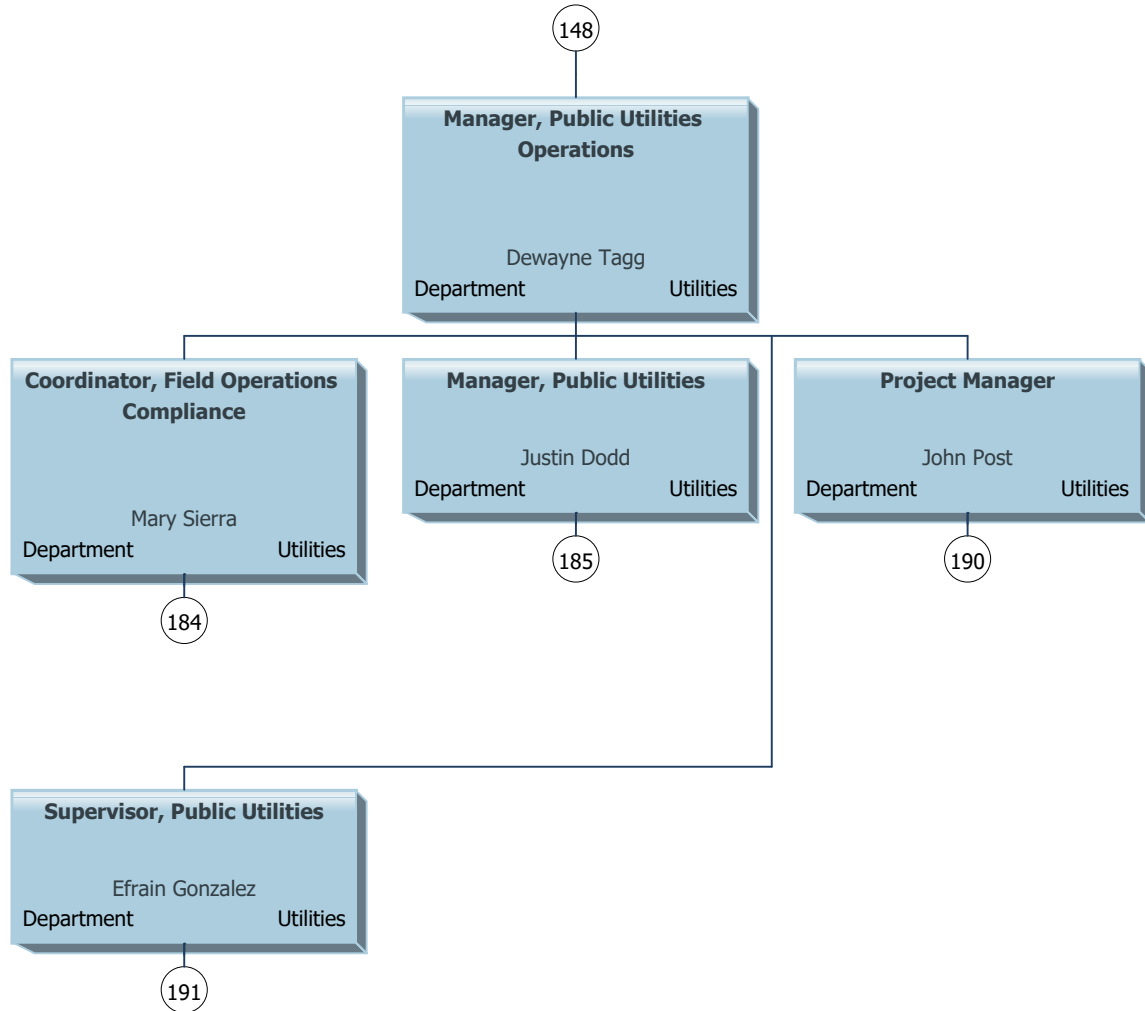 148
Manager, Public Utilities
Operations
Dewayne Tagg
Department Utilities
Coordinator, Field Operations
Compliance
Mary Sierra
Department Utilities
184
Manager, Public Utilities
Justin Dodd
Department Utilities
185
Project Manager
John Post
Department Utilities
190
Supervisor, Public Utilities
Efrain Gonzalez
Department Utilities
191